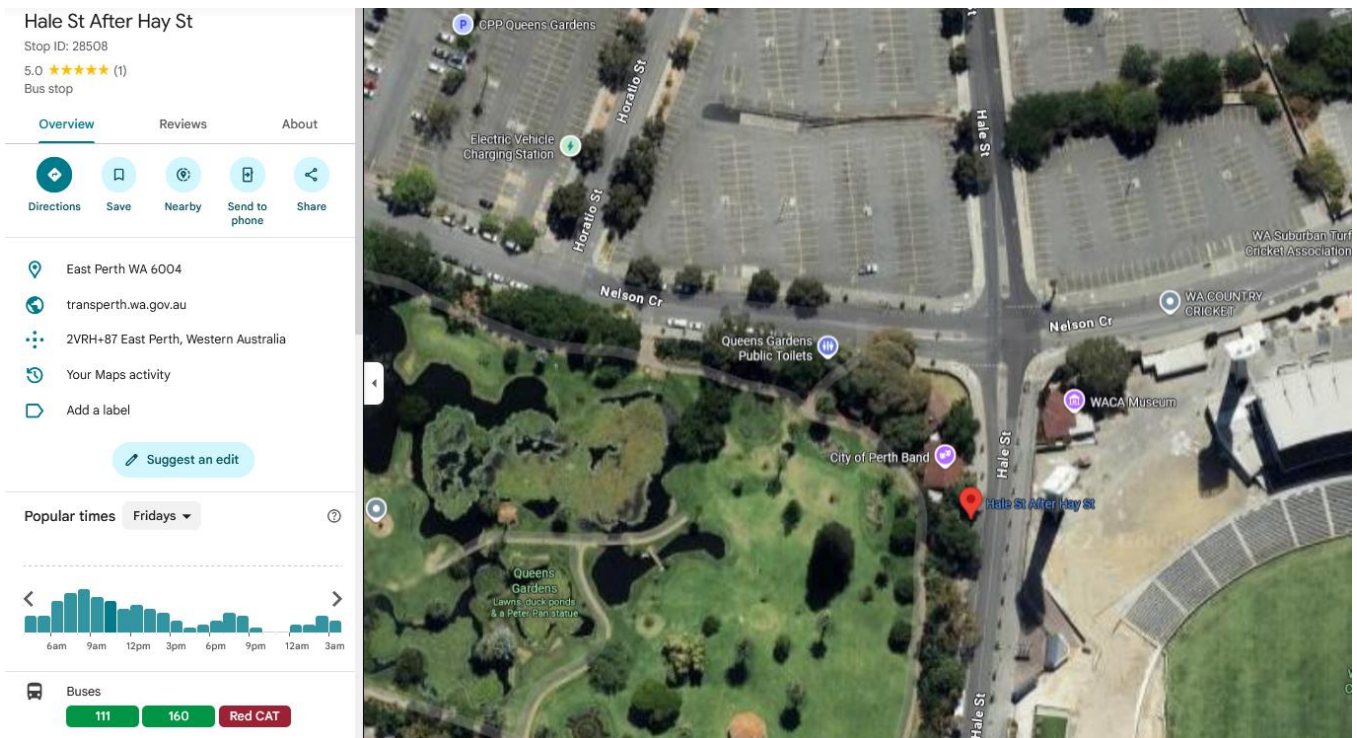 Hale St After Hay St
Stop ID: 28508
5.0 ★★★★★ (1)
Bus stop
Overview Reviews About
Directions Save Nearby Send to phone Share
East Perth WA 6004
transperth.wa.gov.au
2VRH+87 East Perth, Western Australia
Your Maps activity
Add a label
Suggest an edit
Popular times Fridays
6am 9am 12pm 3pm 6pm 9pm 12am 3am
Buses
111 160 Red CAT
P CPP Queens Gardens
Horatio St
Hale St
Electric Vehicle
Charging Station
Horatio St
WA Suburban Turf
Cricket Association
Nelson Cr
WA COUNTRY
CRICKET
Nelson Cr
Queens Gardens
Public Toilets
WACA Museum
Hale St
City of Perth Band
Hale St After Hay St
Queens
Gardens
Lawns, duck ponds
& a Peter Pan statue
Hale St